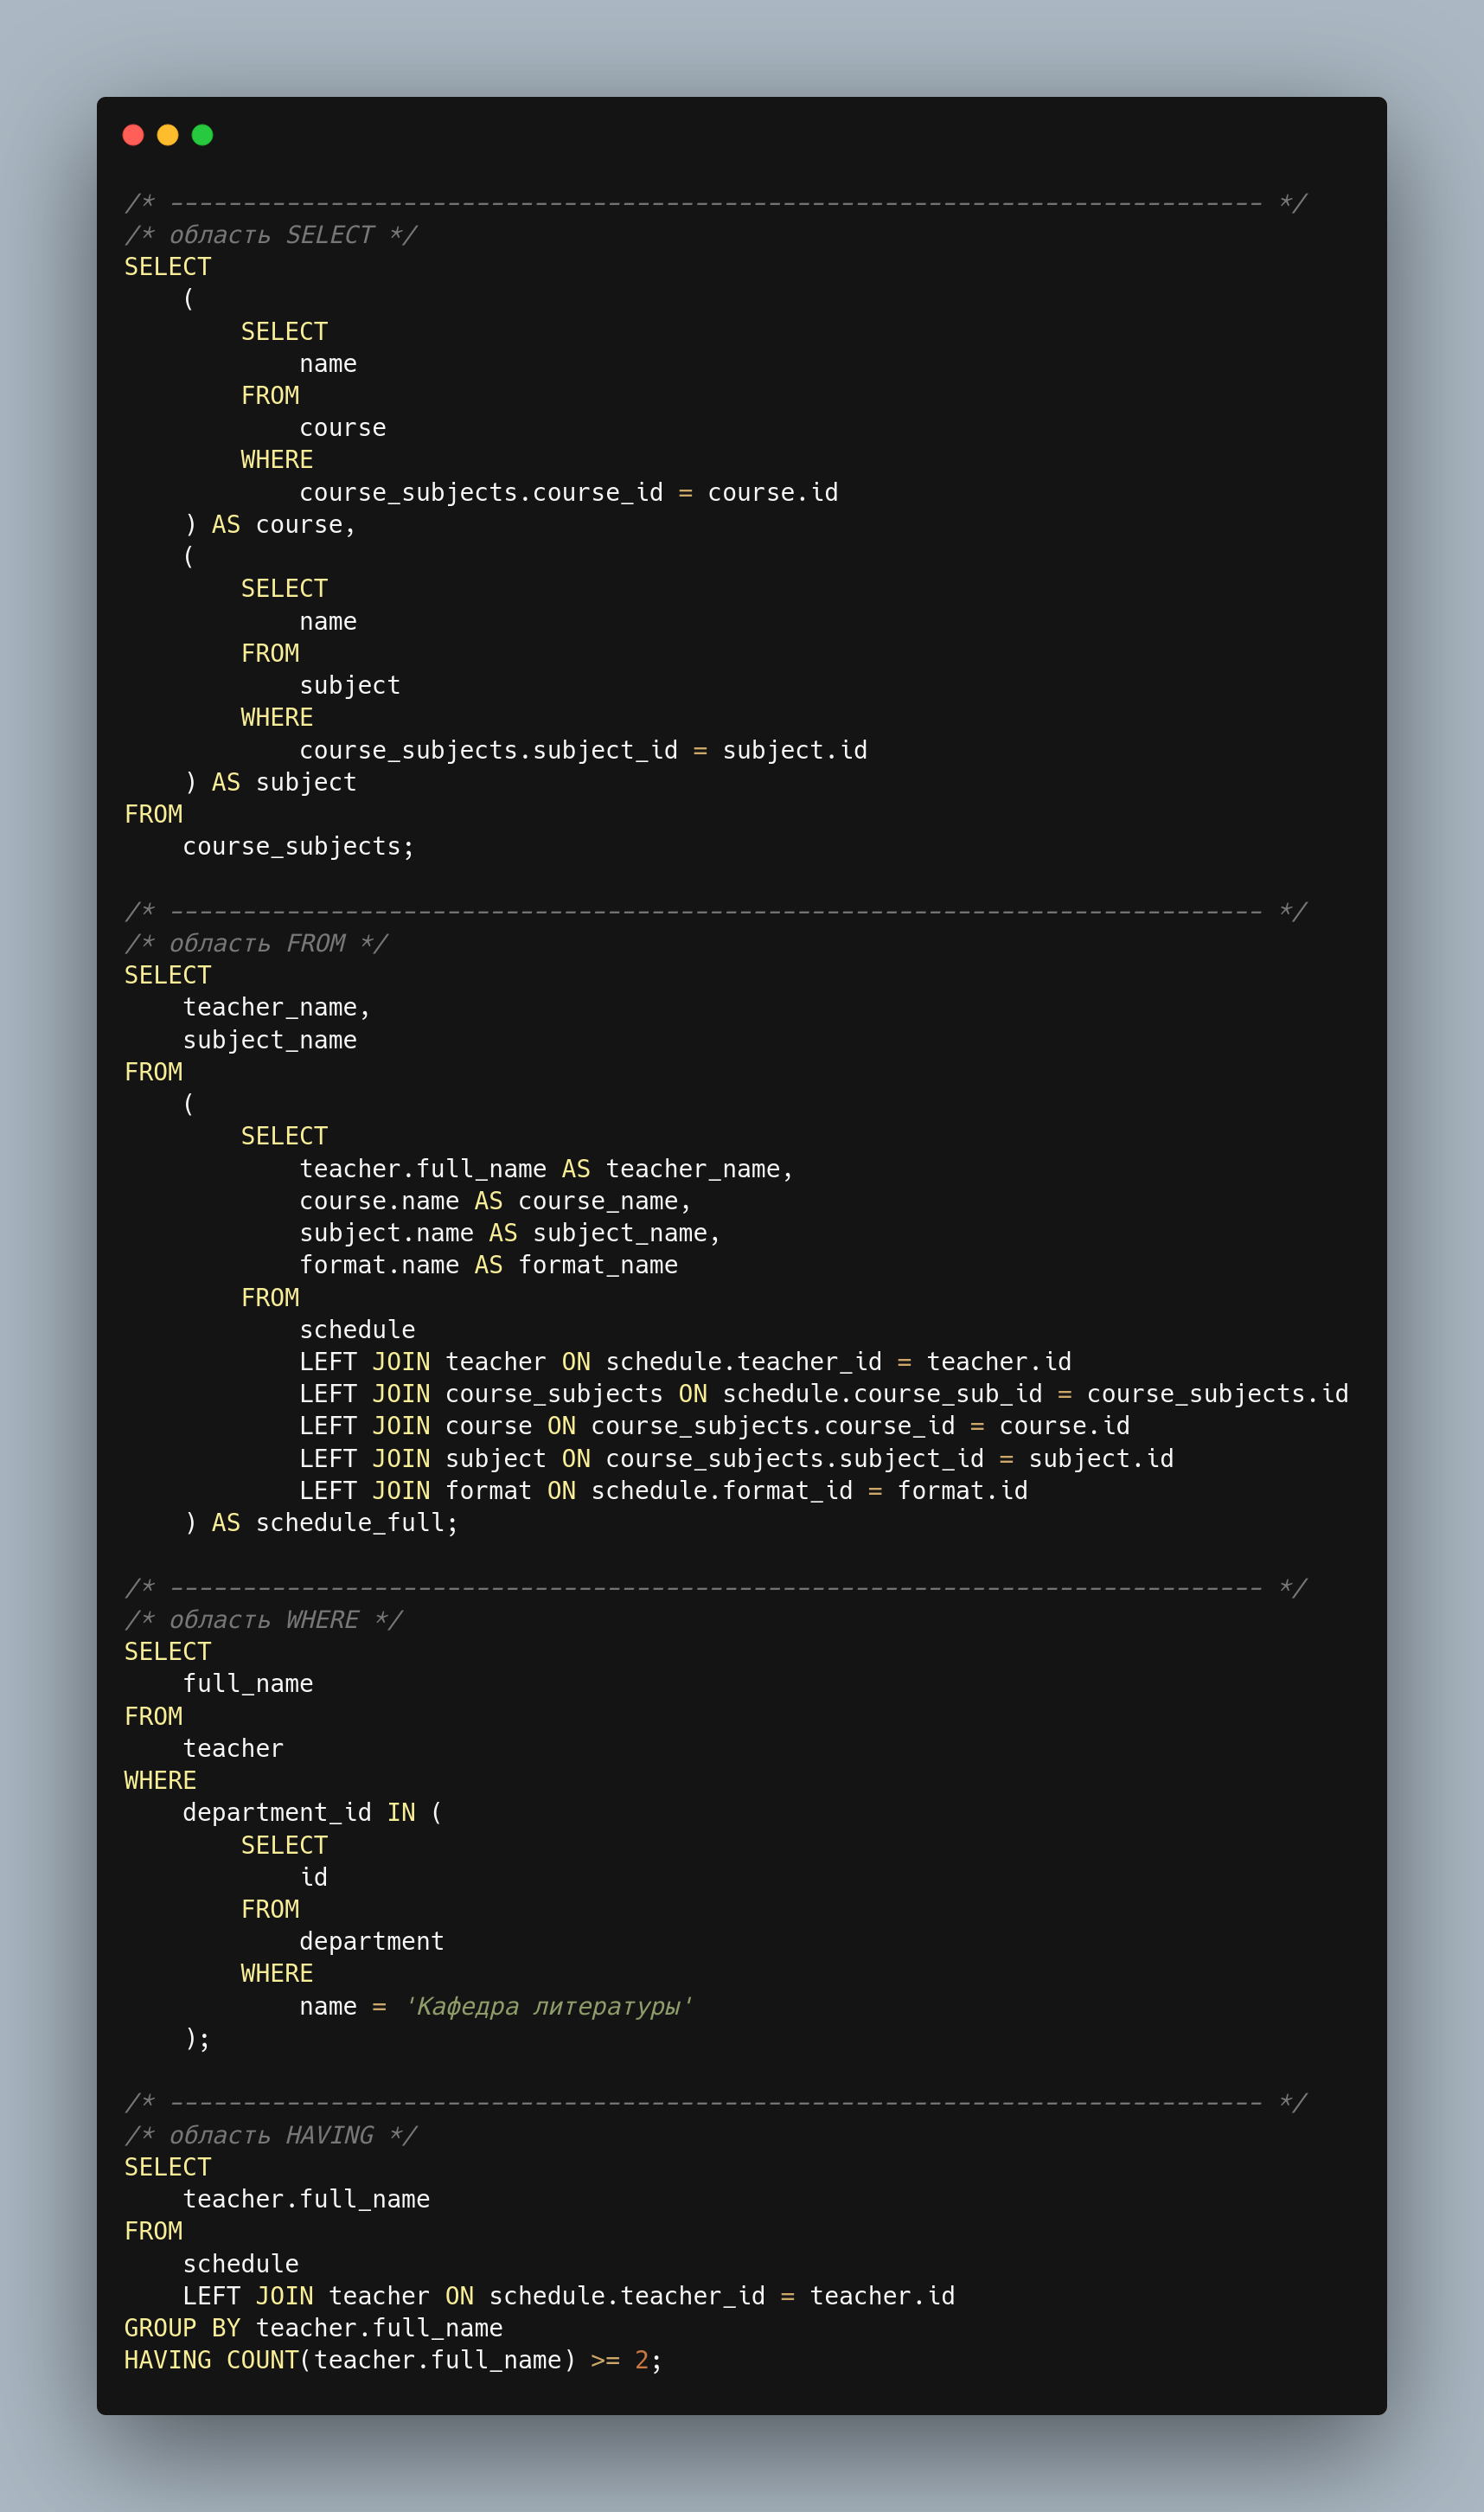 /* --------------------------------------------------------------------------- */
/* область SELECT */
SELECT
    (
        SELECT
            name
        FROM
            course
        WHERE
            course_subjects.course_id = course.id
    ) AS course,
    (
        SELECT
            name
        FROM
            subject
        WHERE
            course_subjects.subject_id = subject.id
    ) AS subject
FROM
    course_subjects;

/* --------------------------------------------------------------------------- */
/* область FROM */
SELECT
    teacher_name,
    subject_name
FROM
    (
        SELECT
            teacher.full_name AS teacher_name,
            course.name AS course_name,
            subject.name AS subject_name,
            format.name AS format_name
        FROM
            schedule
            LEFT JOIN teacher ON schedule.teacher_id = teacher.id
            LEFT JOIN course_subjects ON schedule.course_sub_id = course_subjects.id
            LEFT JOIN course ON course_subjects.course_id = course.id
            LEFT JOIN subject ON course_subjects.subject_id = subject.id
            LEFT JOIN format ON schedule.format_id = format.id
    ) AS schedule_full;

/* --------------------------------------------------------------------------- */
/* область WHERE */
SELECT
    full_name
FROM
    teacher
WHERE
    department_id IN (
        SELECT
            id
        FROM
            department
        WHERE
            name = 'Кафедра литературы'
    );

/* --------------------------------------------------------------------------- */
/* область HAVING */
SELECT
    teacher.full_name
FROM
    schedule
    LEFT JOIN teacher ON schedule.teacher_id = teacher.id
GROUP BY teacher.full_name
HAVING COUNT(teacher.full_name) >= 2;